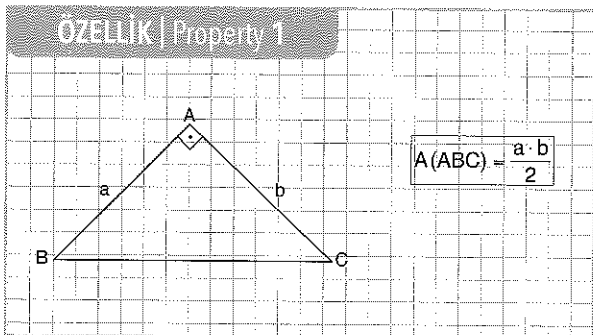 ÖZELLİK | Property 1
A
a
b
B
C
A(ABC) = a·b / 2